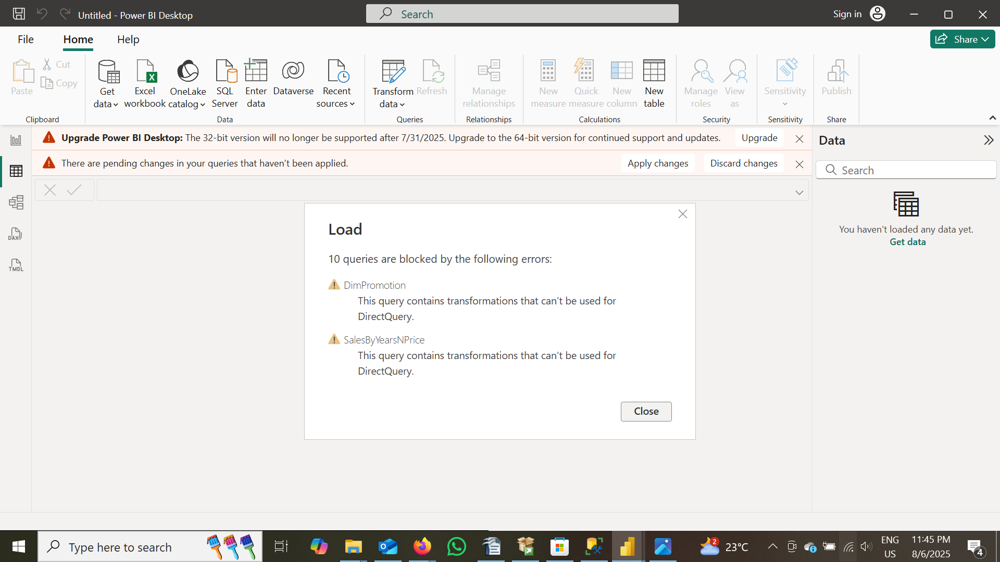 Untitled - Power BI Desktop
Search
Sign in
File
Home
Help
Share
Paste
Cut
Copy
Clipboard
Get data
Excel workbook
OneLake catalog
SQL Server
Enter data
Dataverse
Recent sources
Data
Transform data
Refresh
Queries
Manage relationships
Relationships
New measure
Quick measure
New column
New table
Calculations
Manage roles
View as
Security
Sensitivity
Sensitivity
Publish
Share
Upgrade Power BI Desktop: The 32-bit version will no longer be supported after 7/31/2025. Upgrade to the 64-bit version for continued support and updates.
Upgrade
There are pending changes in your queries that haven't been applied.
Apply changes
Discard changes
DAX
TMDL
Load
10 queries are blocked by the following errors:
DimPromotion
This query contains transformations that can't be used for
DirectQuery.
SalesByYearsNPrice
This query contains transformations that can't be used for
DirectQuery.
Close
Data
Search
You haven't loaded any data yet.
Get data
Type here to search
2
23°C
ENG
US
11:45 PM
8/6/2025
4